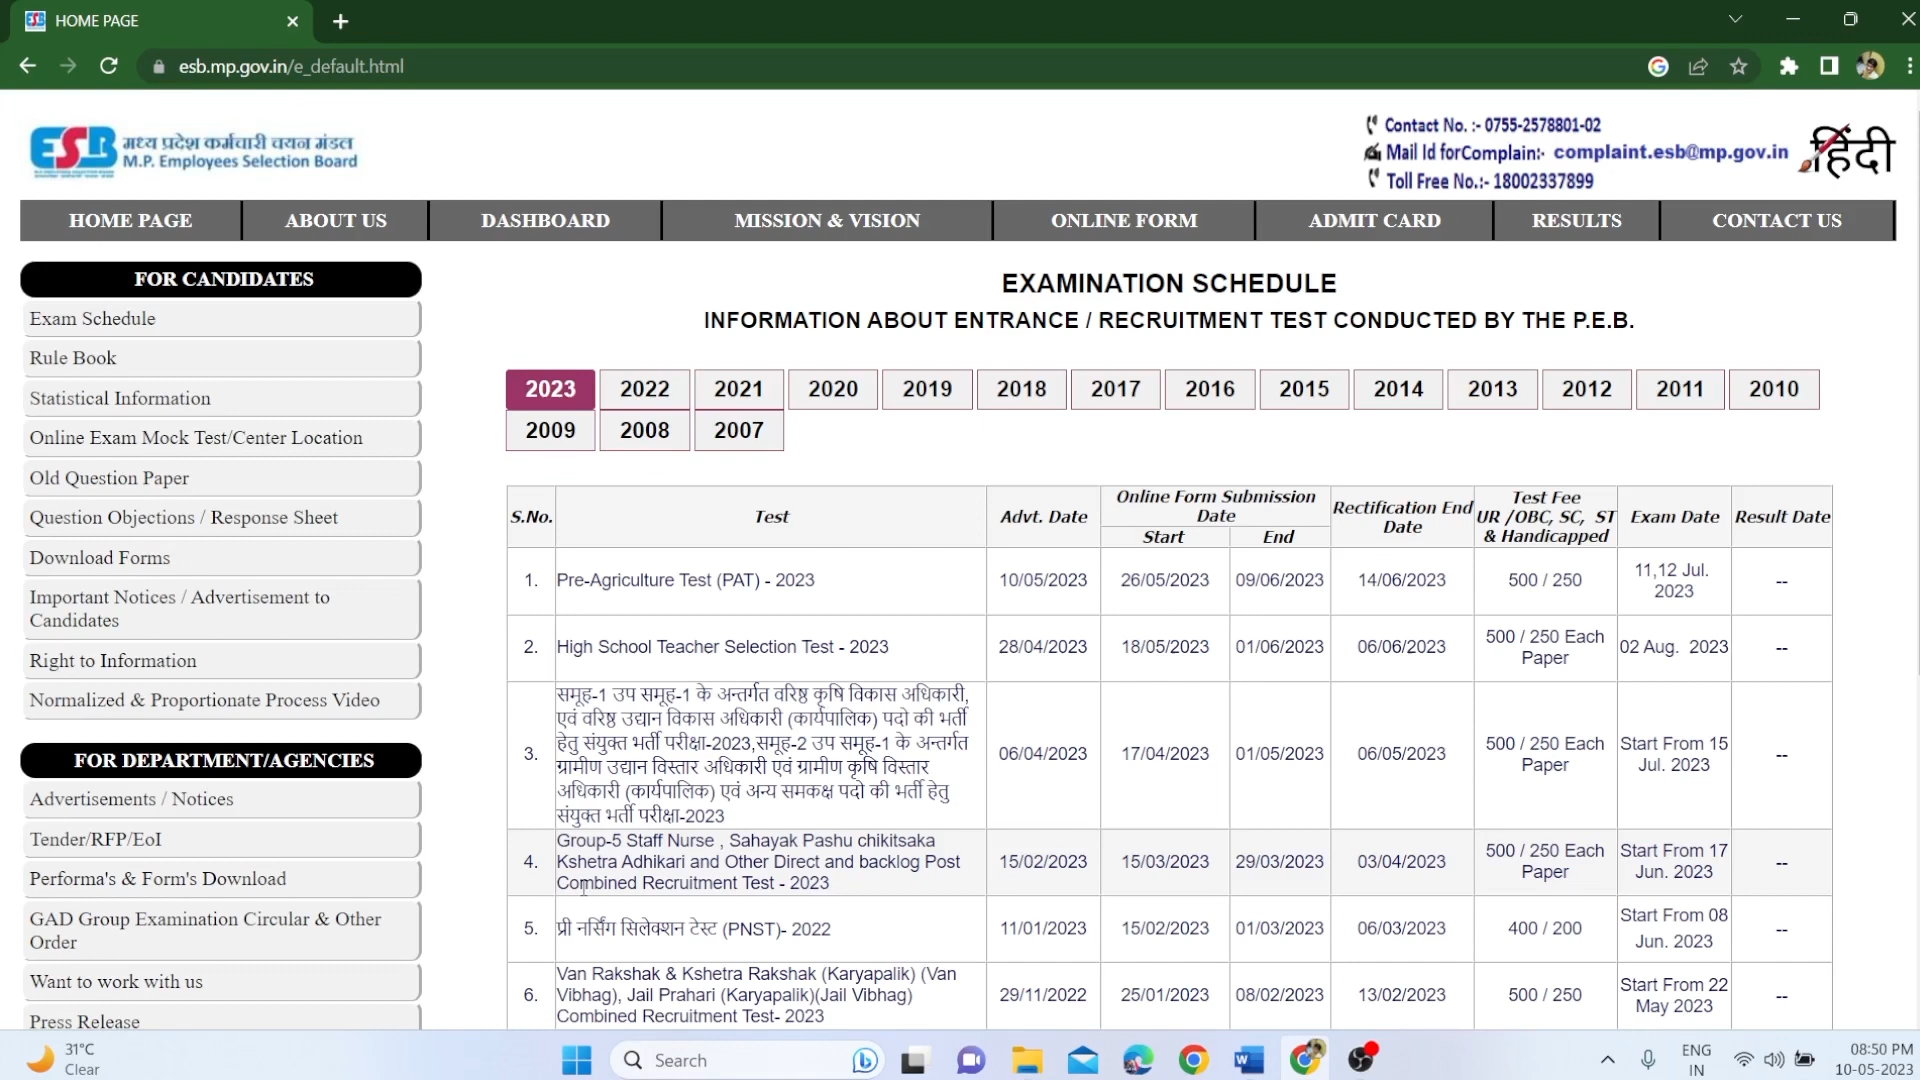 HOME PAGE
esb.mp.gov.in/e_default.html
ESB
मध्य प्रदेश कर्मचारी चयन मंडल
M.P. Employees Selection Board
Contact No. :- 0755-2578801-02
Mail Id forComplain:- complaint.esb@mp.gov.in
Toll Free No.:- 18002337899
हिंदी
HOME PAGE ABOUT US DASHBOARD MISSION & VISION ONLINE FORM ADMIT CARD RESULTS CONTACT US
FOR CANDIDATES
Exam Schedule
Rule Book
Statistical Information
Online Exam Mock Test/Center Location
Old Question Paper
Question Objections / Response Sheet
Download Forms
Important Notices / Advertisement to
Candidates
Right to Information
Normalized & Proportionate Process Video
FOR DEPARTMENT/AGENCIES
Advertisements / Notices
Tender/RFP/EoI
Performa's & Form's Download
GAD Group Examination Circular & Other
Order
Want to work with us
Press Release
EXAMINATION SCHEDULE
INFORMATION ABOUT ENTRANCE / RECRUITMENT TEST CONDUCTED BY THE P.E.B.
2023 2022 2021 2020 2019 2018 2017 2016 2015 2014 2013 2012 2011 2010
2009 2008 2007
S.No. Test Advt. Date
Online Form Submission
Date
Start End
Rectification End
Date
Test Fee
UR /OBC, SC, ST
& Handicapped
Exam Date Result Date
1. Pre-Agriculture Test (PAT) - 2023 10/05/2023 26/05/2023 09/06/2023 14/06/2023 500 / 250
11,12 Jul.
2023
--
2. High School Teacher Selection Test - 2023 28/04/2023 18/05/2023 01/06/2023 06/06/2023
500 / 250 Each
Paper
02 Aug. 2023 --
3.
समूह-1 उप समूह-1 के अन्तर्गत वरिष्ठ कृषि विकास अधिकारी,
एवं वरिष्ठ उद्यान विकास अधिकारी (कार्यपालिक) पदो की भर्ती
हेतु संयुक्त भर्ती परीक्षा-2023,समूह-2 उप समूह-1 के अन्तर्गत
ग्रामीण उद्यान विस्तार अधिकारी एवं ग्रामीण कृषि विस्तार
अधिकारी (कार्यपालिक) एवं अन्य समकक्ष पदो की भर्ती हेतु
संयुक्त भर्ती परीक्षा-2023
06/04/2023 17/04/2023 01/05/2023 06/05/2023
500 / 250 Each
Paper
Start From 15
Jul. 2023
--
4.
Group-5 Staff Nurse , Sahayak Pashu chikitsaka
Kshetra Adhikari and Other Direct and backlog Post
Combined Recruitment Test - 2023
15/02/2023 15/03/2023 29/03/2023 03/04/2023
500 / 250 Each
Paper
Start From 17
Jun. 2023
--
5. प्री नर्सिंग सिलेक्शन टेस्ट (PNST)- 2022 11/01/2023 15/02/2023 01/03/2023 06/03/2023 400 / 200
Start From 08
Jun. 2023
--
6.
Van Rakshak & Kshetra Rakshak (Karyapalik) (Van
Vibhag), Jail Prahari (Karyapalik)(Jail Vibhag)
Combined Recruitment Test- 2023
29/11/2022 25/01/2023 08/02/2023 13/02/2023 500 / 250
Start From 22
May 2023
--
31°C
Clear
Search
ENG
IN
08:50 PM
10-05-2023